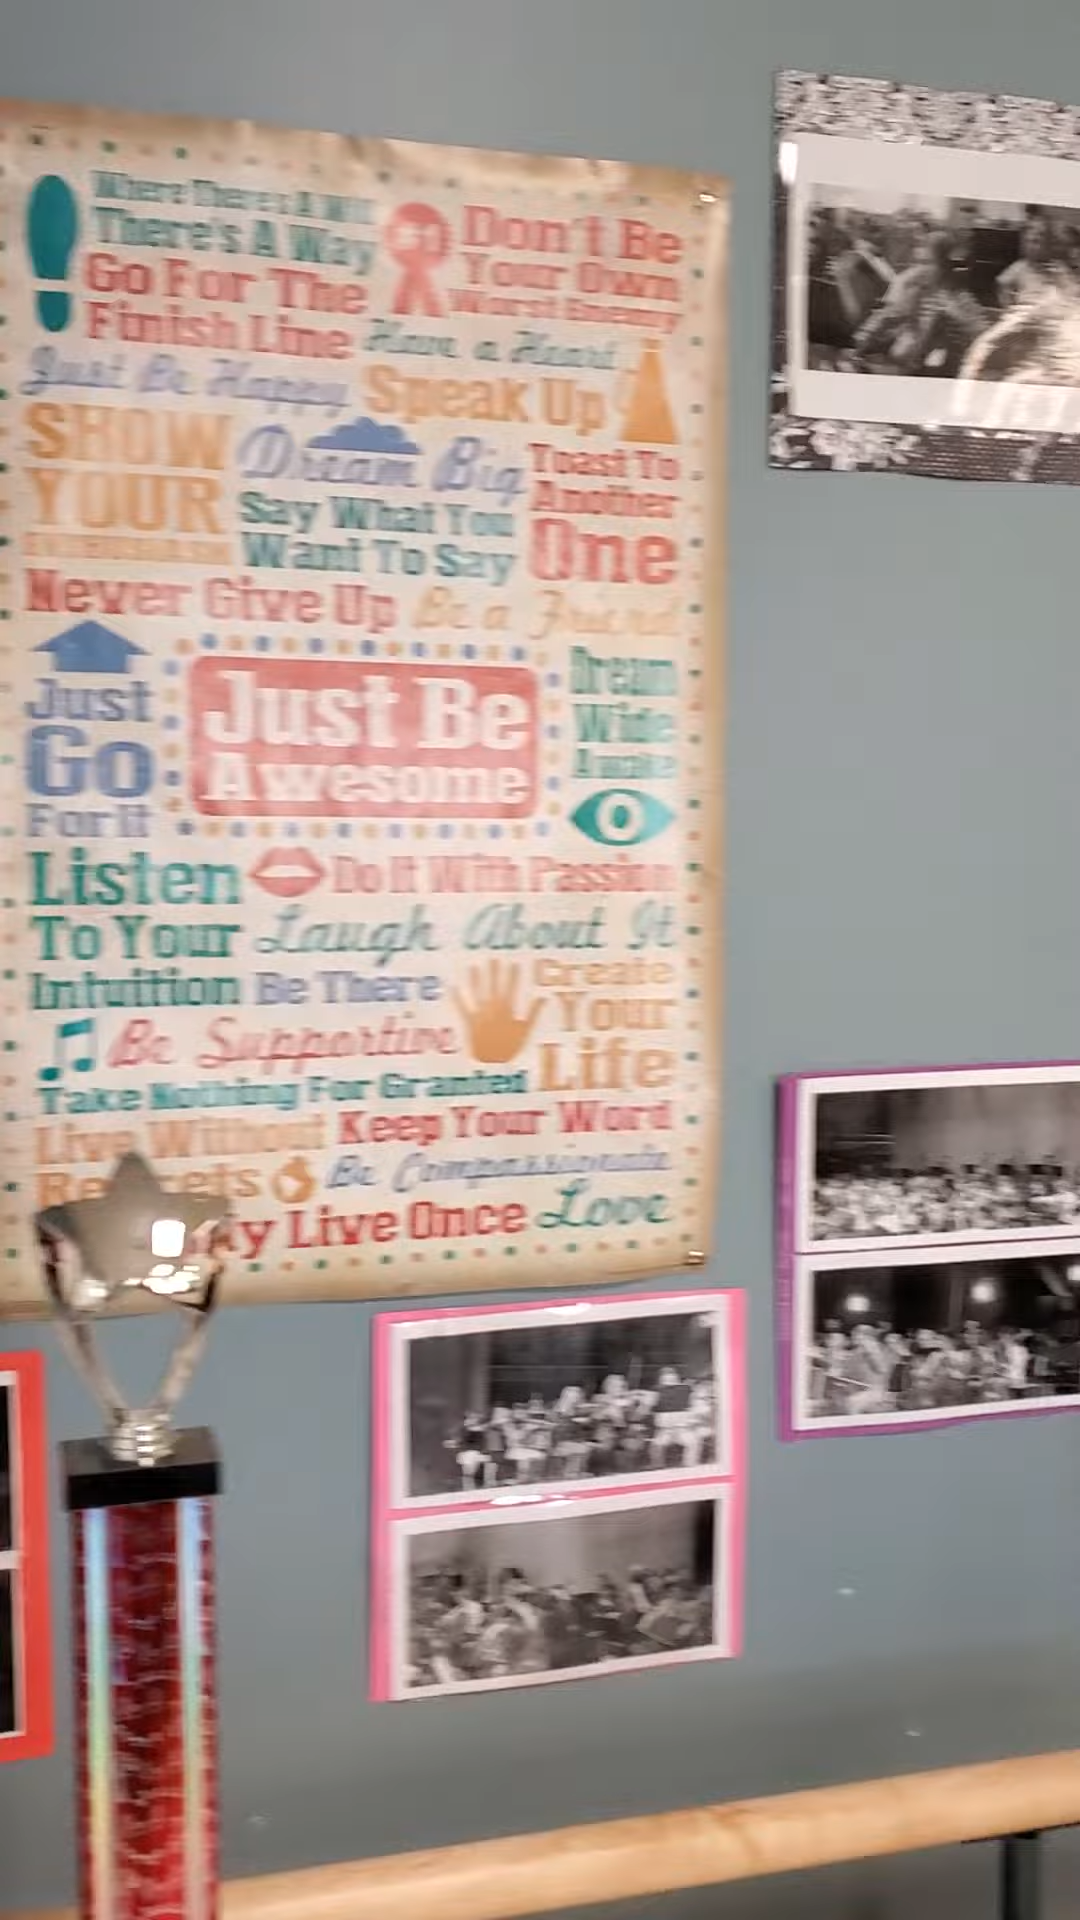 Where There's A Will
There's A Way
Go For The
Finish Line
Don't Be
Your Own
Worst Enemy
Have a Heart
Just Be Happy
Speak Up
SHOW
YOUR
Dream Big
Say What You
Want To Say
Toast To
Another
One
Never Give Up
Be a Friend
Just
Go
For It
Just Be
Awesome
Dream
Wide
Awake
Listen
To Your
Intuition
Do It With Passion
Laugh About It
Be There
Create
Your
Life
Be Supportive
Take Nothing For Granted
Live Without
Keep Your Word
Be Compassionate
Live Once
Love